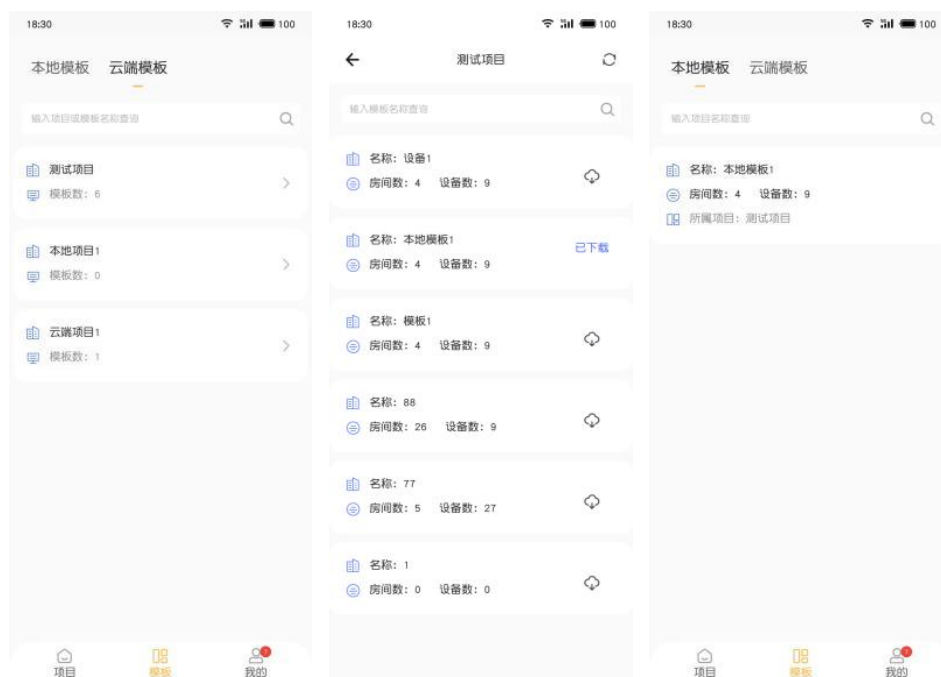 18:30
100
本地模板 云端模板
输入项目或模板名称查询
测试项目
模板数：6
本地项目1
模板数：0
云端项目1
模板数：1
项目
模板
我的
18:30
100
测试项目
输入模板名称查询
名称：设备1
房间数：4 设备数：9
名称：本地模板1
已下载
房间数：4 设备数：9
名称：模板1
房间数：4 设备数：9
名称：88
房间数：26 设备数：9
名称：77
房间数：5 设备数：27
名称：1
房间数：0 设备数：0
18:30
100
本地模板 云端模板
输入项目名称查询
名称：本地模板1
房间数：4 设备数：9
所属项目：测试项目
项目
模板
我的